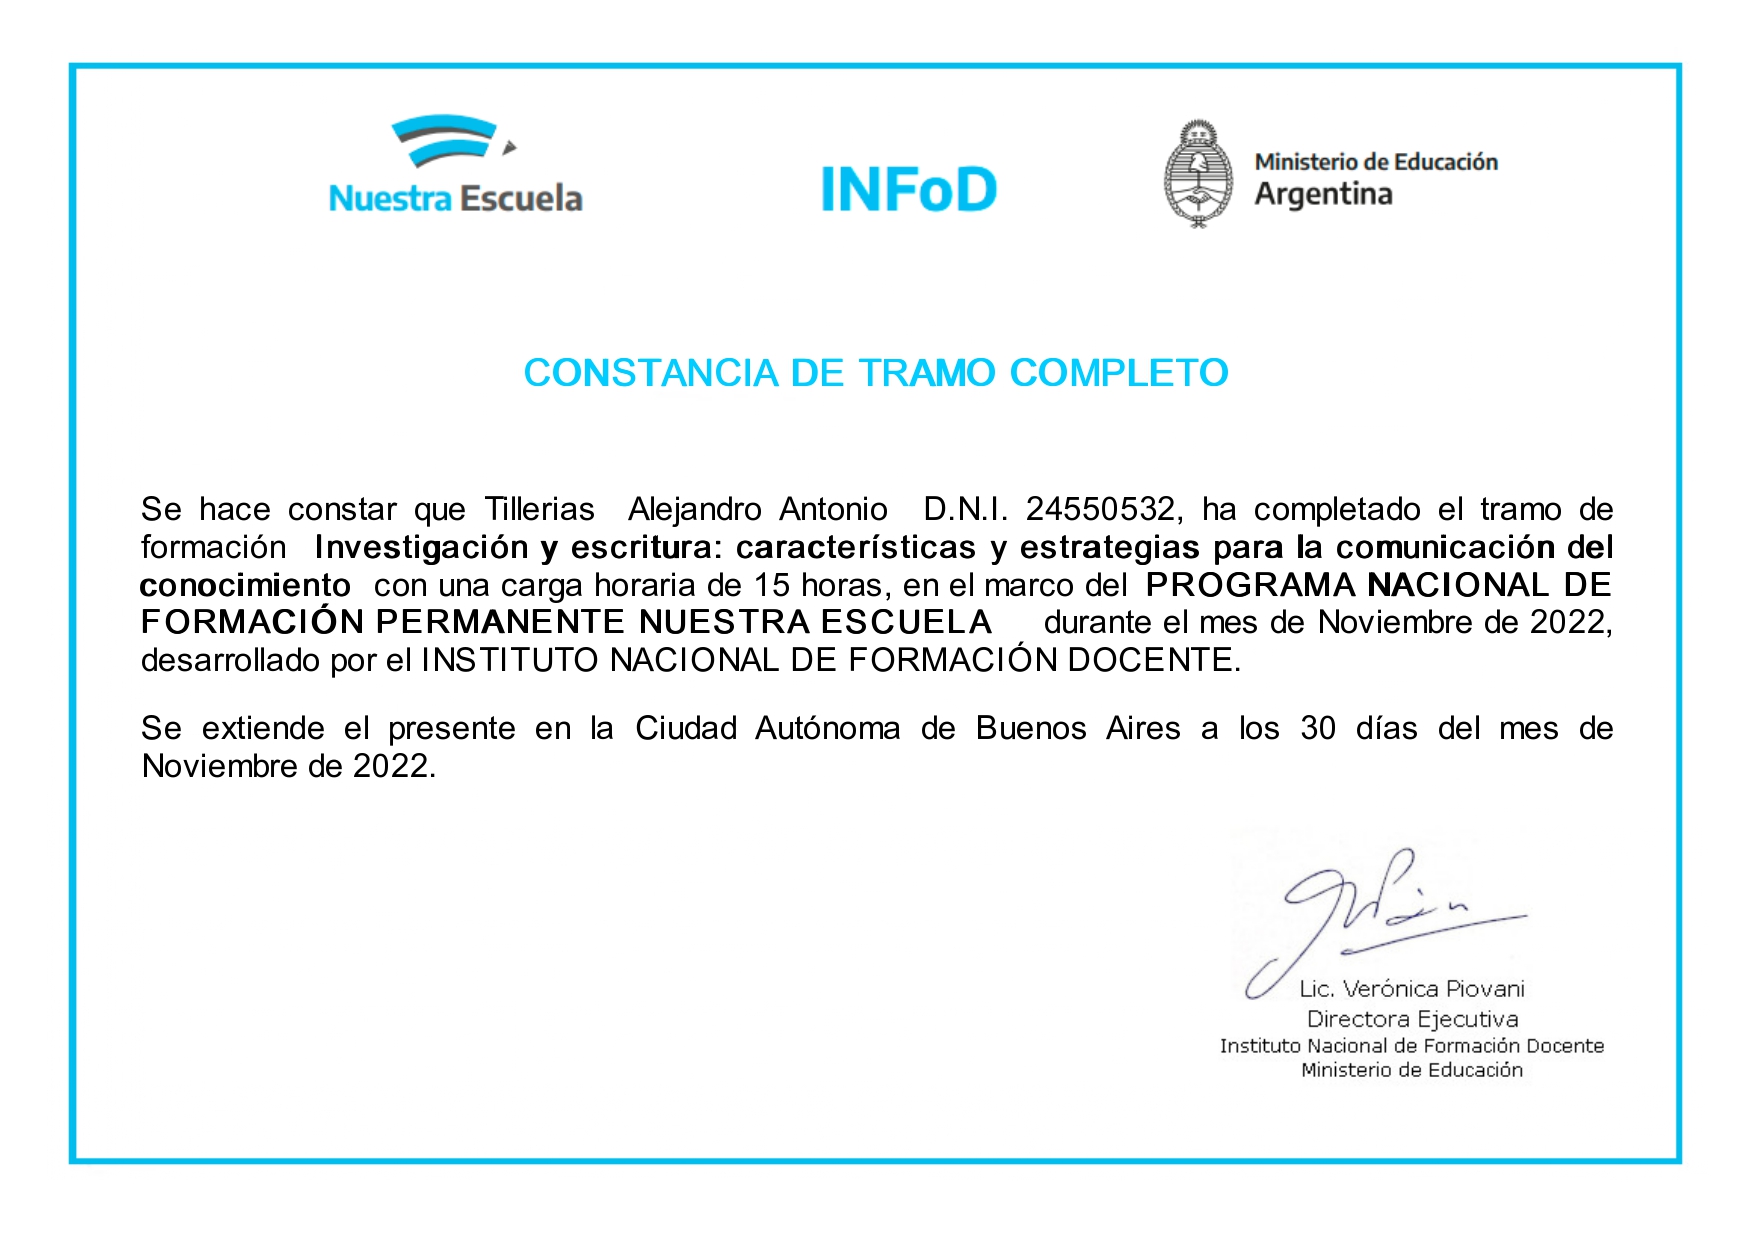 Nuestra Escuela
INFoD
Ministerio de Educación
Argentina
CONSTANCIA DE TRAMO COMPLETO
Se hace constar que Tillerias Alejandro Antonio D.N.I. 24550532, ha completado el tramo de
formación Investigación y escritura: características y estrategias para la comunicación del
conocimiento con una carga horaria de 15 horas, en el marco del PROGRAMA NACIONAL DE
FORMACIÓN PERMANENTE NUESTRA ESCUELA durante el mes de Noviembre de 2022,
desarrollado por el INSTITUTO NACIONAL DE FORMACIÓN DOCENTE.
Se extiende el presente en la Ciudad Autónoma de Buenos Aires a los 30 días del mes de
Noviembre de 2022.
Lic. Verónica Piovani
Directora Ejecutiva
Instituto Nacional de Formación Docente
Ministerio de Educación